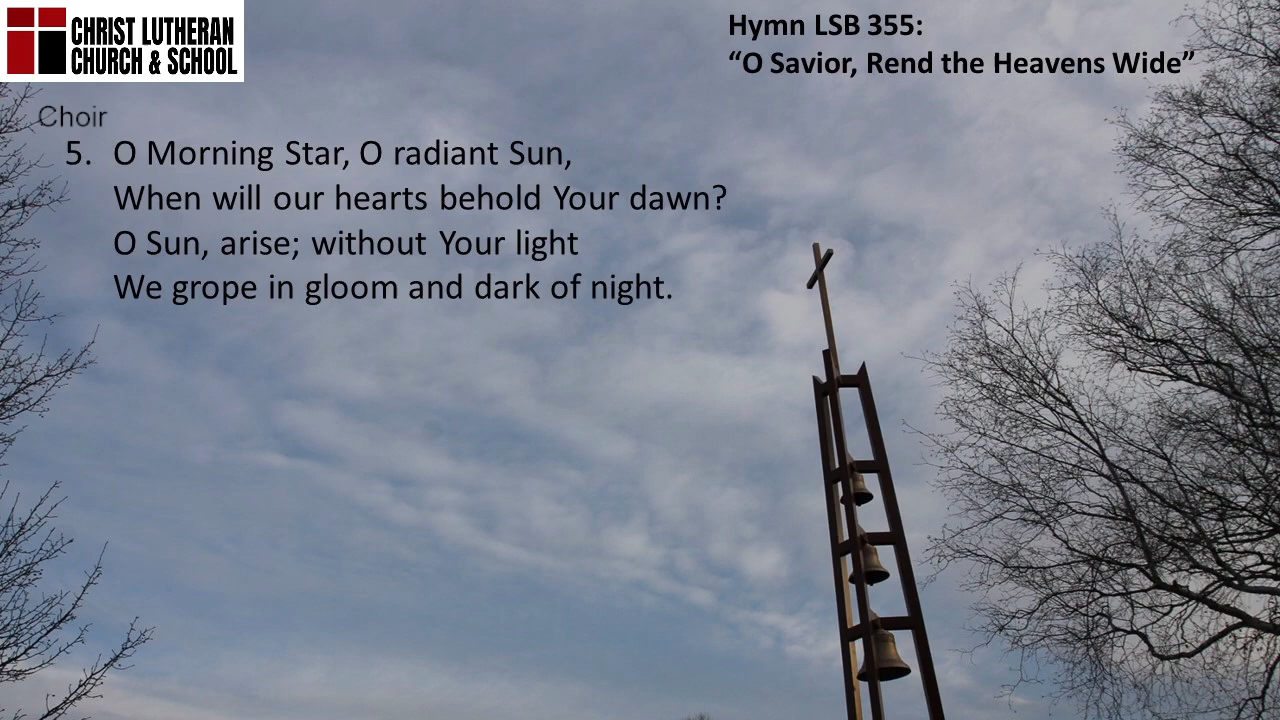 CHRIST LUTHERAN
CHURCH & SCHOOL
Hymn LSB 355:
“O Savior, Rend the Heavens Wide”
Choir
5. O Morning Star, O radiant Sun,
When will our hearts behold Your dawn?
O Sun, arise; without Your light
We grope in gloom and dark of night.